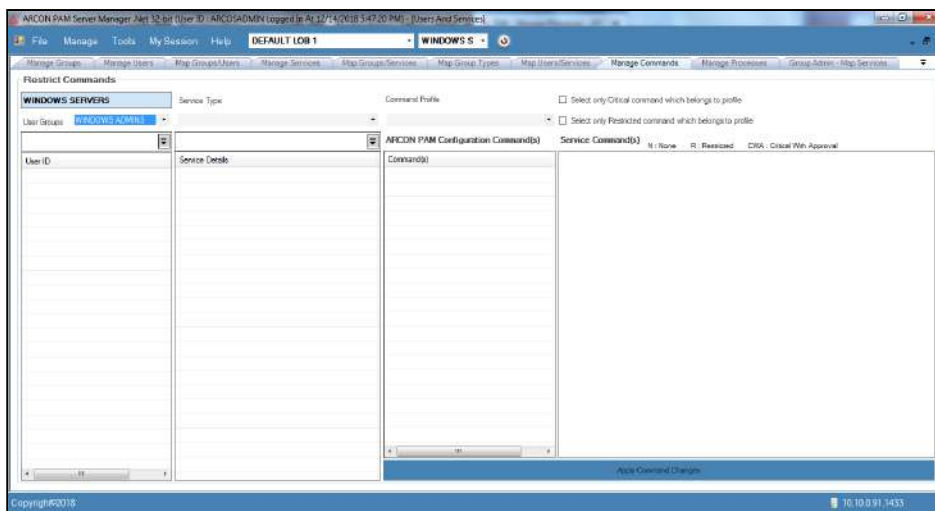 ARCON PAM Server Manager .Net 32-bit (User ID : ARCOSADMIN Logged In At 12/14/2018 5:47:20 PM) - [Users And Services]
File Manage Tools My Session Help DEFAULT LOB 1 WINDOWS S
Manage Groups Manage Users Map Groups/Users Manage Services Map Groups/Services Map Group Types Map Users/Services Manage Commands Manage Processes Group Admin - Map Services
Restrict Commands
WINDOWS SERVERS Service Type Command Profile Select only Critical command which belongs to profile
User Groups WINDOWS ADMINS Select only Restricted command which belongs to profile
ARCON PAM Configuration Command(s) Service Command(s) N : None R : Restricted CWA : Critical With Approval
User ID Service Details Command(s)
Apply Command Changes
Copyright©2018 10.10.0.91,1433